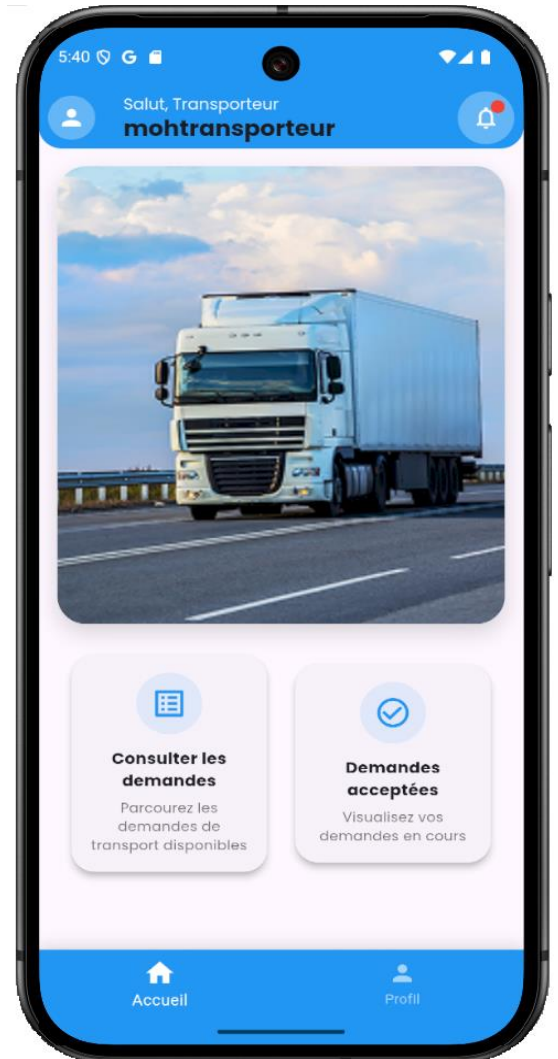 5:40
Salut, Transporteur
mohtransporteur
Consulter les
demandes
Parcourez les
demandes de
transport disponibles
Demandes
acceptées
Visualisez vos
demandes en cours
Accueil
Profil